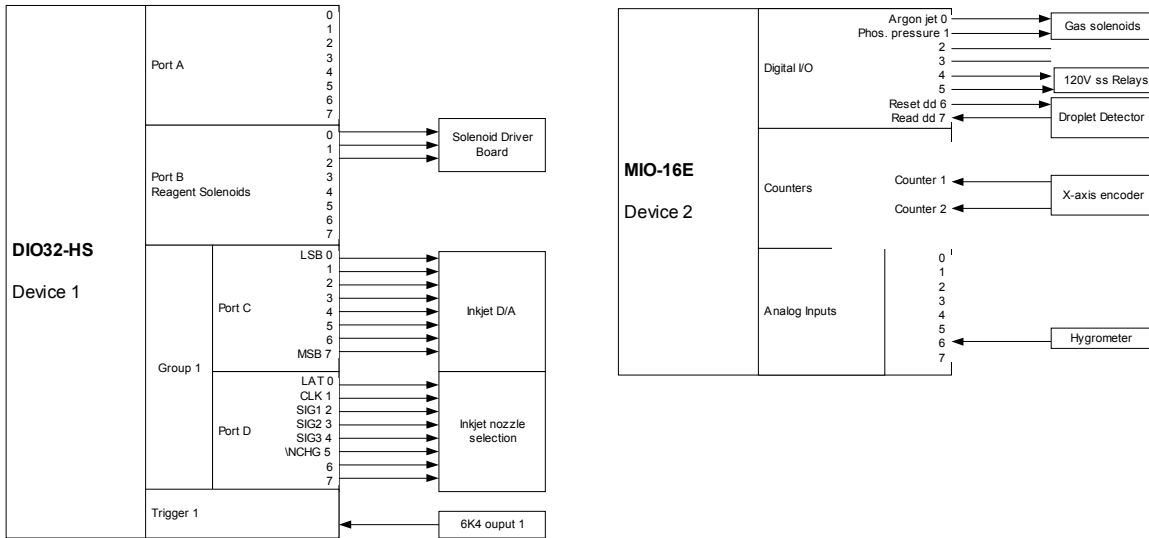 DIO32-HS
Device 1
Port A
0
1
2
3
4
5
6
7
Port B
Reagent Solenoids
0
1
2
3
4
5
6
7
Solenoid Driver
Board
Group 1
Port C
LSB 0
1
2
3
4
5
6
MSB 7
Inkjet D/A
Port D
LAT 0
CLK 1
SIG1 2
SIG2 3
SIG3 4
\NCHG 5
6
7
Inkjet nozzle
selection
Trigger 1
6K4 ouput 1
MIO-16E
Device 2
Digital I/O
Argon jet 0
Phos. pressure 1
2
3
4
5
Reset dd 6
Read dd 7
Gas solenoids
120V ss Relays
Droplet Detector
Counters
Counter 1
Counter 2
X-axis encoder
Analog Inputs
0
1
2
3
4
5
6
7
Hygrometer